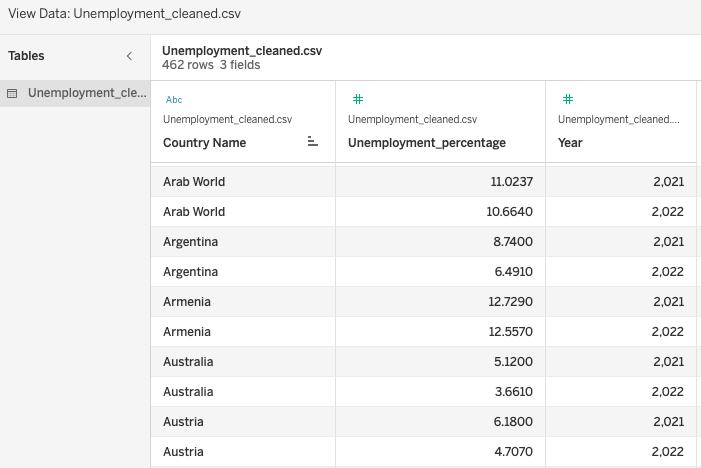 View Data: Unemployment_cleaned.csv
Tables
Unemployment_cle...
Unemployment_cleaned.csv
462 rows 3 fields
Abc # #
Unemployment_cleaned.csv Unemployment_cleaned.csv Unemployment_cleaned....
Country Name Unemployment_percentage Year
Arab World 11.0237 2,021
Arab World 10.6640 2,022
Argentina 8.7400 2,021
Argentina 6.4910 2,022
Armenia 12.7290 2,021
Armenia 12.5570 2,022
Australia 5.1200 2,021
Australia 3.6610 2,022
Austria 6.1800 2,021
Austria 4.7070 2,022